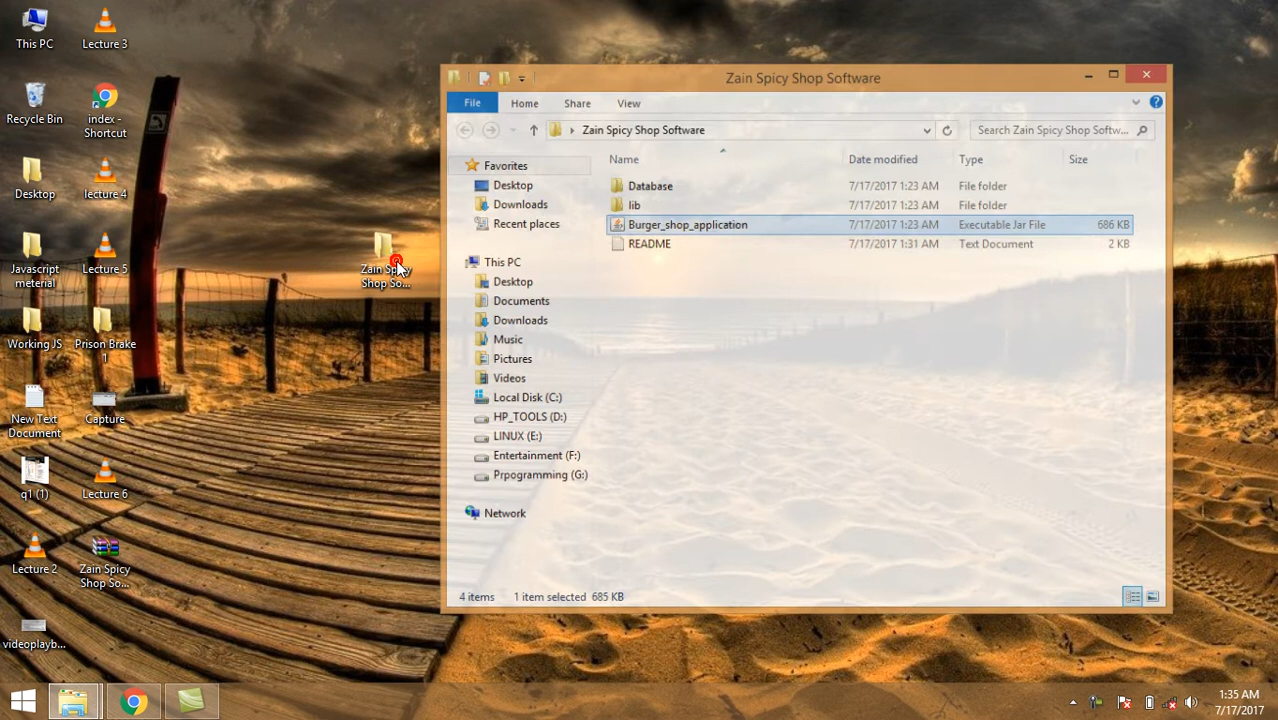 This PC
Lecture 3
Recycle Bin
index -
Shortcut
Desktop
lecture 4
Javascript
meterial
Lecture 5
Working JS
Prison Brake
1
New Text
Document
Capture
q1 (1)
Lecture 6
Lecture 2
Zain Spicy
Shop So...
videoplayb...
Zain Spicy
Shop So...
Zain Spicy Shop Software
File
Home
Share
View
Zain Spicy Shop Software
Search Zain Spicy Shop Softw...
Name
Date modified
Type
Size
Database
7/17/2017 1:23 AM
File folder
lib
7/17/2017 1:23 AM
File folder
Burger_shop_application
7/17/2017 1:23 AM
Executable Jar File
686 KB
README
7/17/2017 1:31 AM
Text Document
2 KB
Favorites
Desktop
Downloads
Recent places
This PC
Desktop
Documents
Downloads
Music
Pictures
Videos
Local Disk (C:)
HP_TOOLS (D:)
LINUX (E:)
Entertainment (F:)
Prpogramming (G:)
Network
4 items
1 item selected 685 KB
1:35 AM
7/17/2017